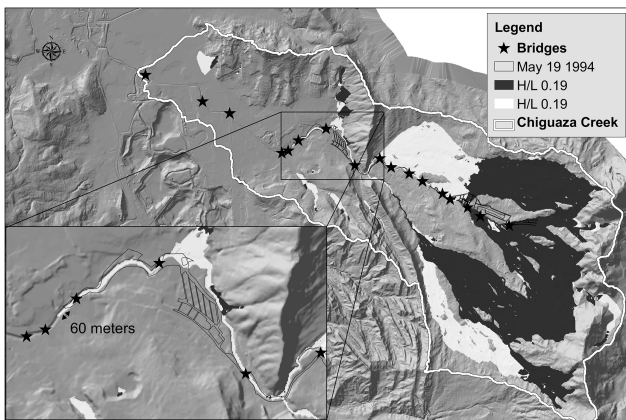 Legend
Bridges
May 19 1994
H/L 0.19
H/L 0.19
Chiguaza Creek
60 meters